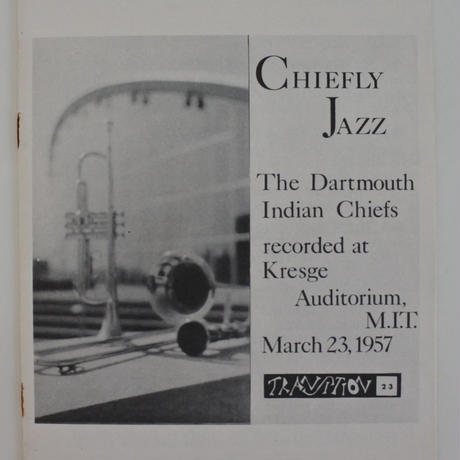 CHIEFLY
JAZZ
The Dartmouth
Indian Chiefs
recorded at
Kresge
Auditorium,
M.I.T.
March 23, 1957
TRANSITION 23